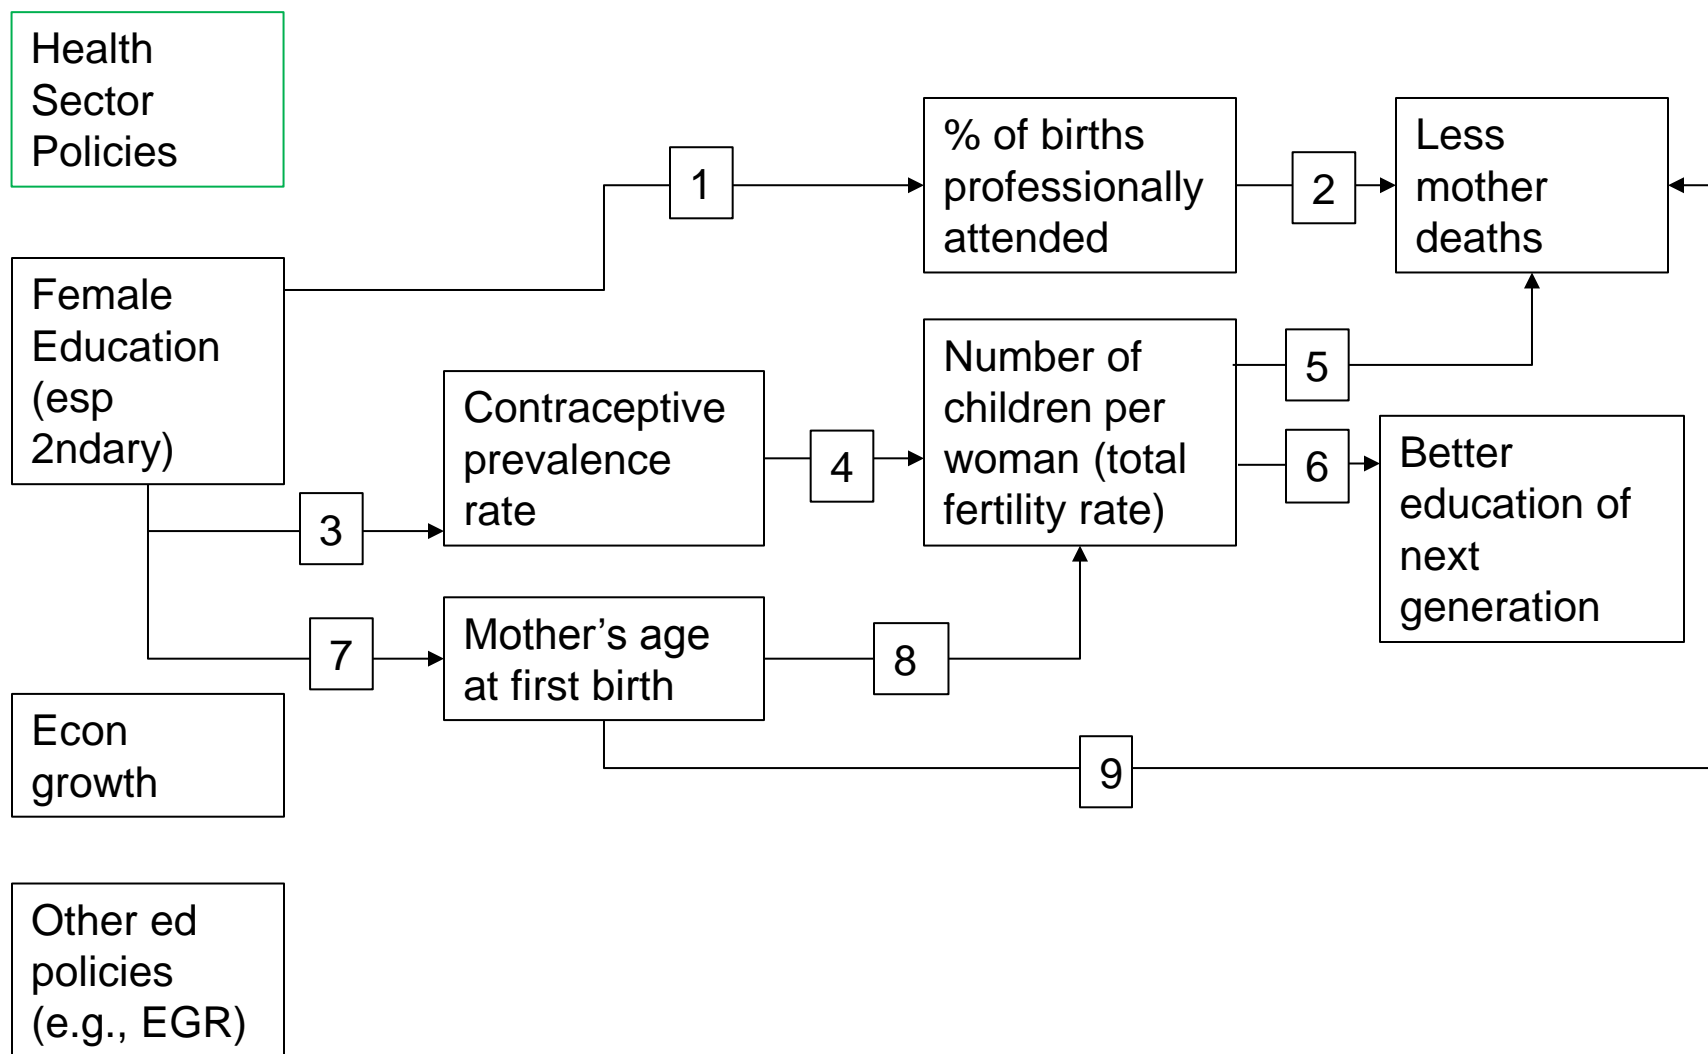 Health
Sector
Policies
Female
Education
(esp
2ndary)
Econ
growth
Other ed
policies
(e.g., EGR)
1
3
7
Contraceptive
prevalence
rate
Mother’s age
at first birth
4
8
9
% of births
professionally
attended
Number of
children per
woman (total
fertility rate)
2
5
6
Less
mother
deaths
Better
education of
next
generation